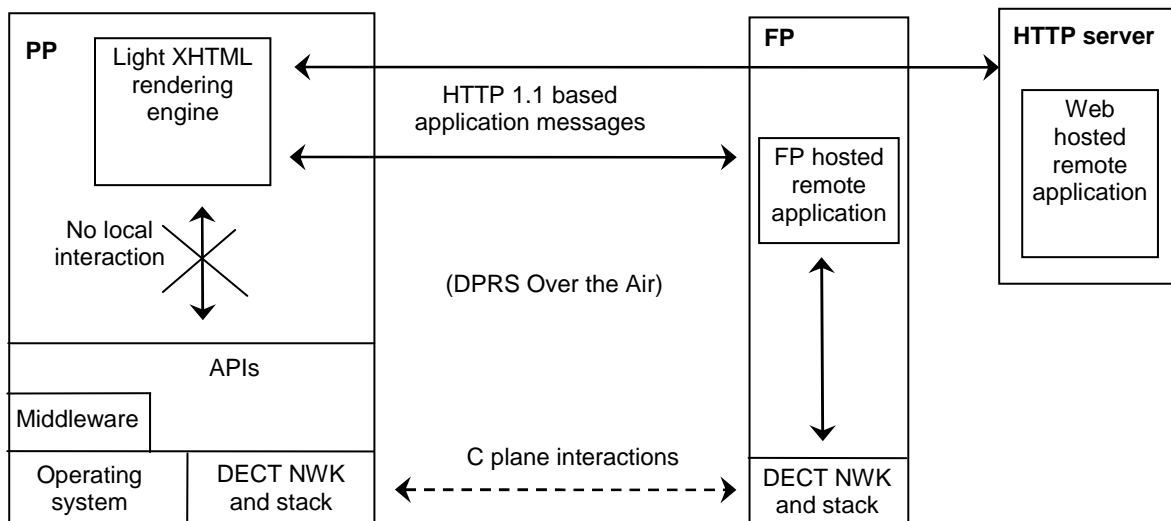 PP
Light XHTML
rendering
engine
FP
HTTP server
HTTP 1.1 based
application messages
Web
hosted
remote
application
FP hosted
remote
application
No local
interaction
(DPRS Over the Air)
APIs
Middleware
Operating
system
DECT NWK
and stack
C plane interactions
DECT NWK
and stack